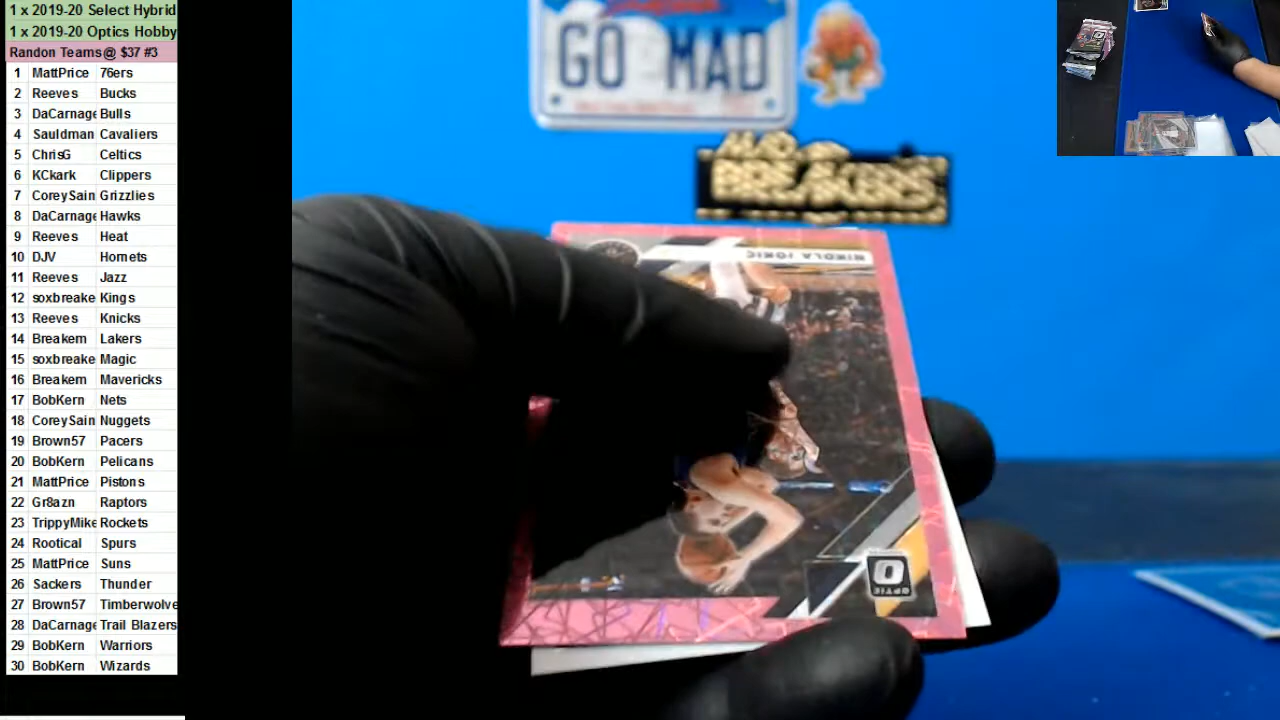 1 x 2019-20 Select Hybrid
1 x 2019-20 Optics Hobby
Randon Teams@ $37 #3
1 MattPrice 76ers
2 Reeves Bucks
3 DaCarnage Bulls
4 Sauldman Cavaliers
5 ChrisG Celtics
6 KCkark Clippers
7 CoreySain Grizzlies
8 DaCarnage Hawks
9 Reeves Heat
10 DJV Hornets
11 Reeves Jazz
12 soxbreake Kings
13 Reeves Knicks
14 Breakem Lakers
15 soxbreake Magic
16 Breakem Mavericks
17 BobKern Nets
18 CoreySain Nuggets
19 Brown57 Pacers
20 BobKern Pelicans
21 MattPrice Pistons
22 Gr8azn Raptors
23 TrippyMike Rockets
24 Rootical Spurs
25 MattPrice Suns
26 Sackers Thunder
27 Brown57 Timberwolve
28 DaCarnage Trail Blazers
29 BobKern Warriors
30 BobKern Wizards
GO MAD
MAD
BREAKERS
NIKOLA JOKIC
OPTIC